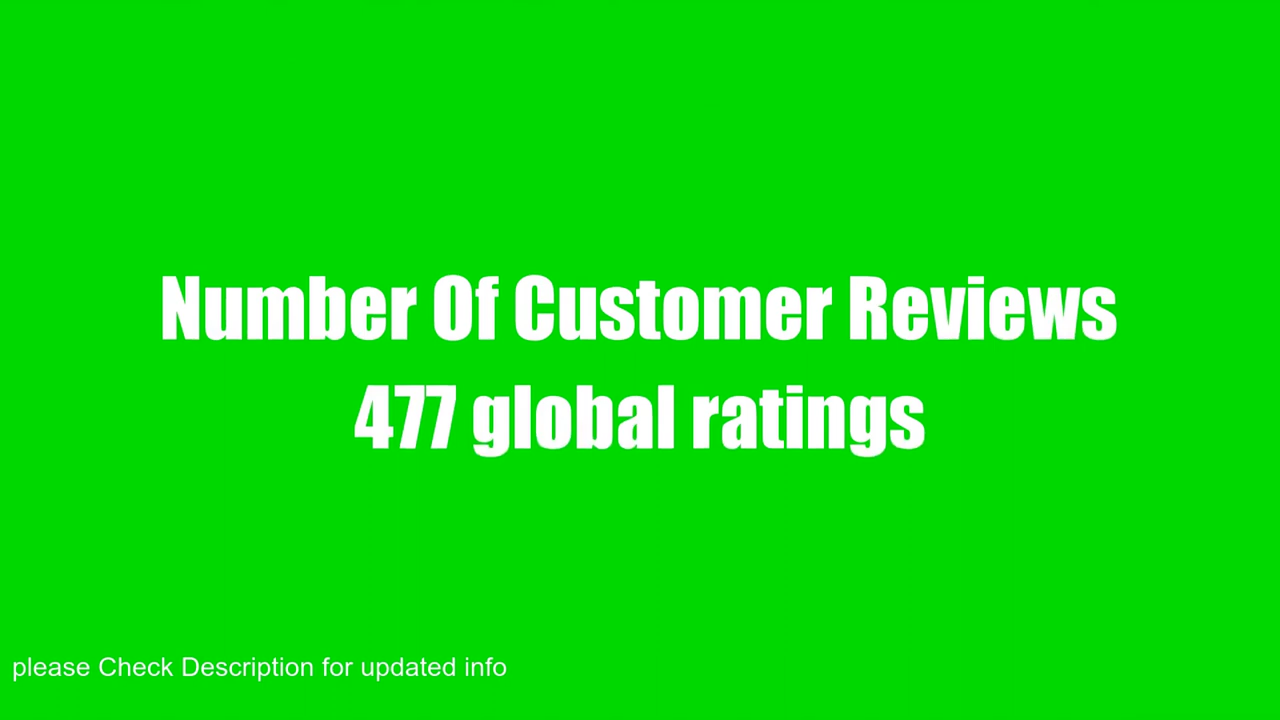 Number Of Customer Reviews
477 global ratings
please Check Description for updated info